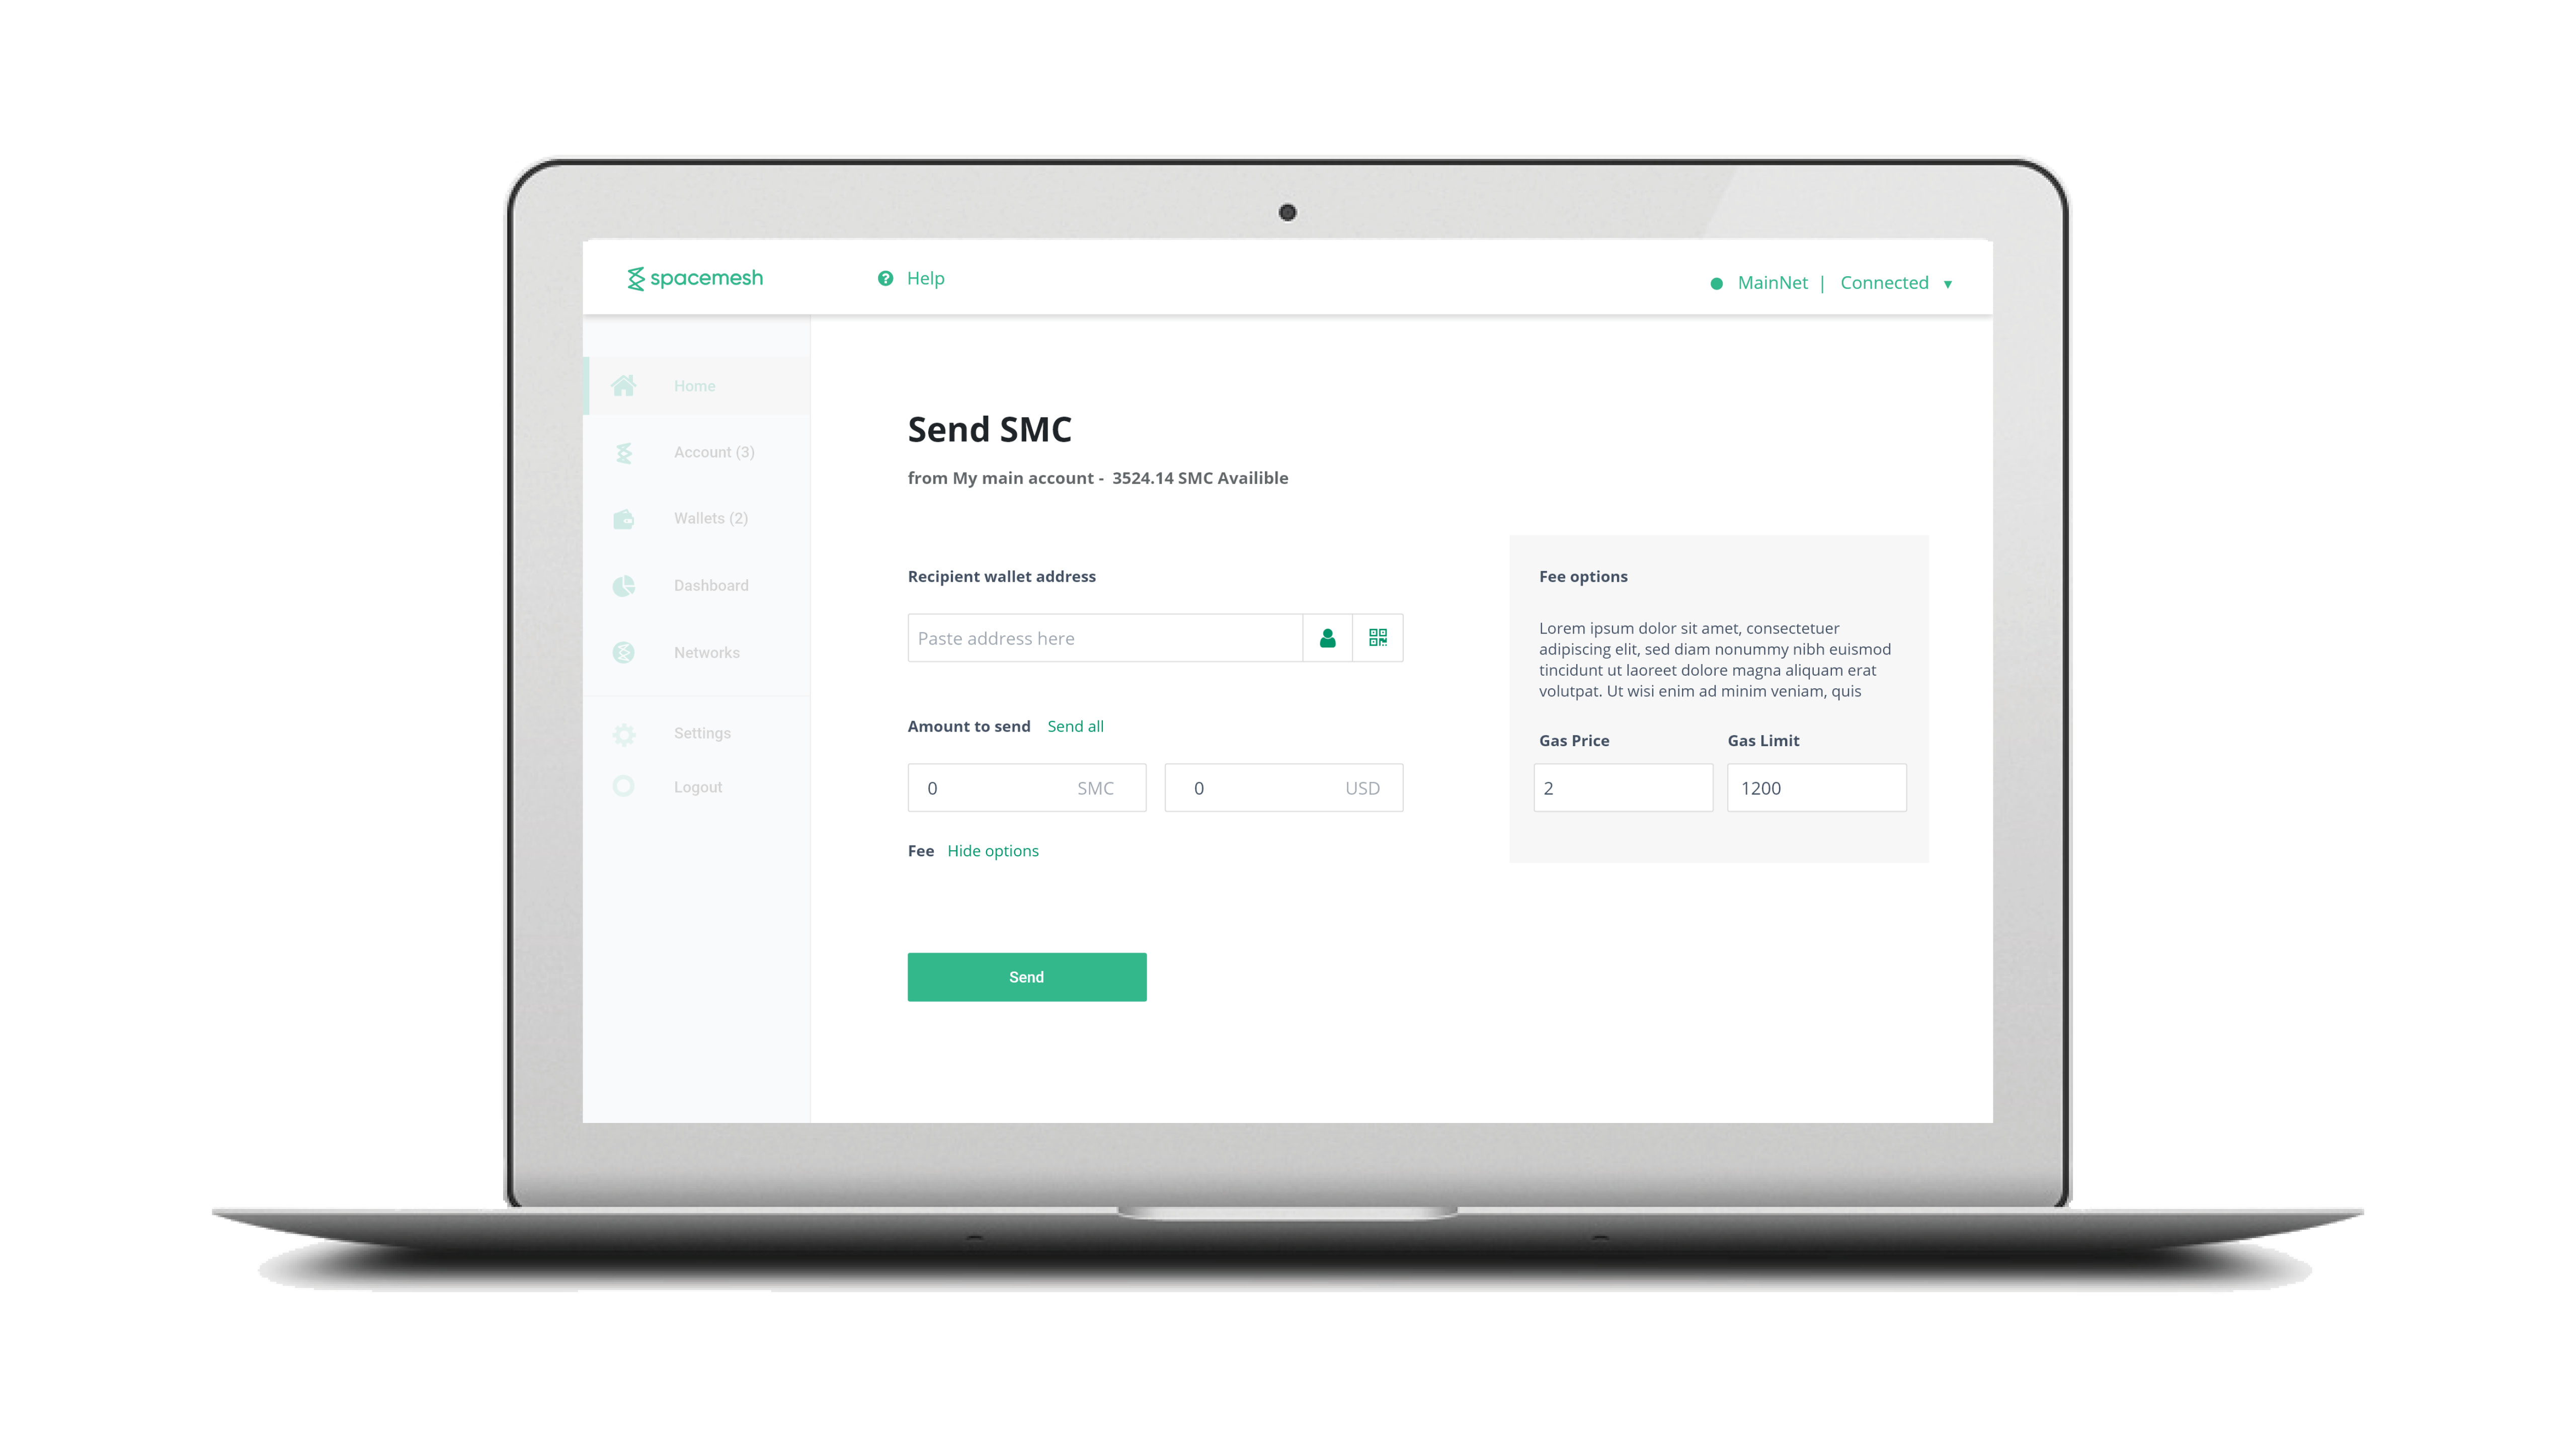 spacemesh
Help
MainNet | Connected ▾
Home
Account (3)
Wallets (2)
Dashboard
Networks
Settings
Logout
Send SMC
from My main account - 3524.14 SMC Availible
Recipient wallet address
Paste address here
Amount to send Send all
0 SMC 0 USD
Fee Hide options
Send
Fee options
Lorem ipsum dolor sit amet, consectetuer
adipiscing elit, sed diam nonummy nibh euismod
tincidunt ut laoreet dolore magna aliquam erat
volutpat. Ut wisi enim ad minim veniam, quis
Gas Price Gas Limit
2 1200